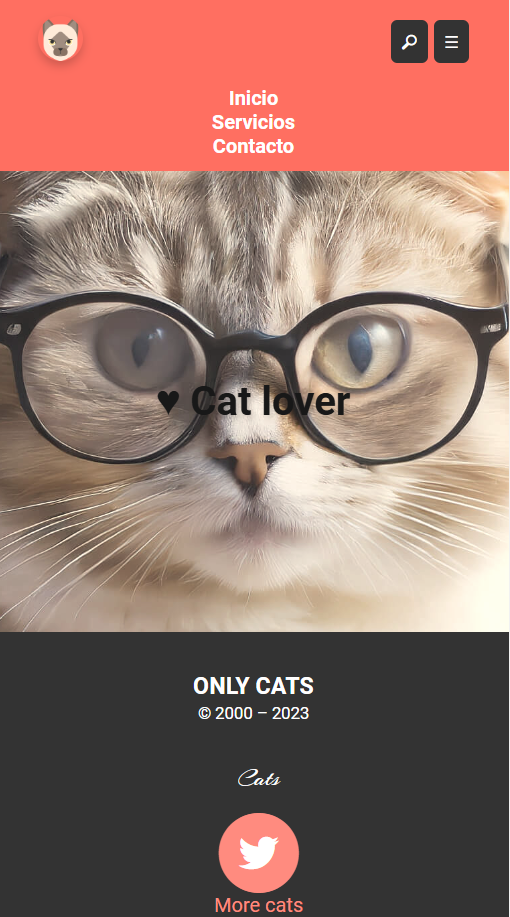 Inicio
Servicios
Contacto
♥ Cat lover
ONLY CATS
© 2000 – 2023
Cats
More cats